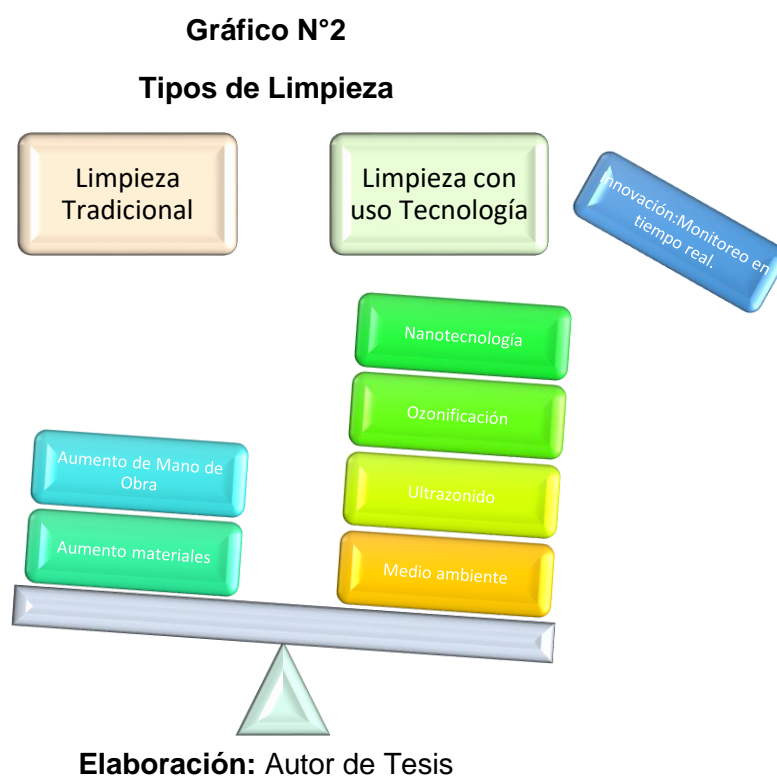 Gráfico N°2
Tipos de Limpieza
Limpieza
Tradicional
Limpieza con
uso Tecnología
Innovación:Monitoreo en
tiempo real.
Nanotecnología
Ozonificación
Ultrazonido
Medio ambiente
Aumento de Mano de
Obra
Aumento materiales
Elaboración: Autor de Tesis